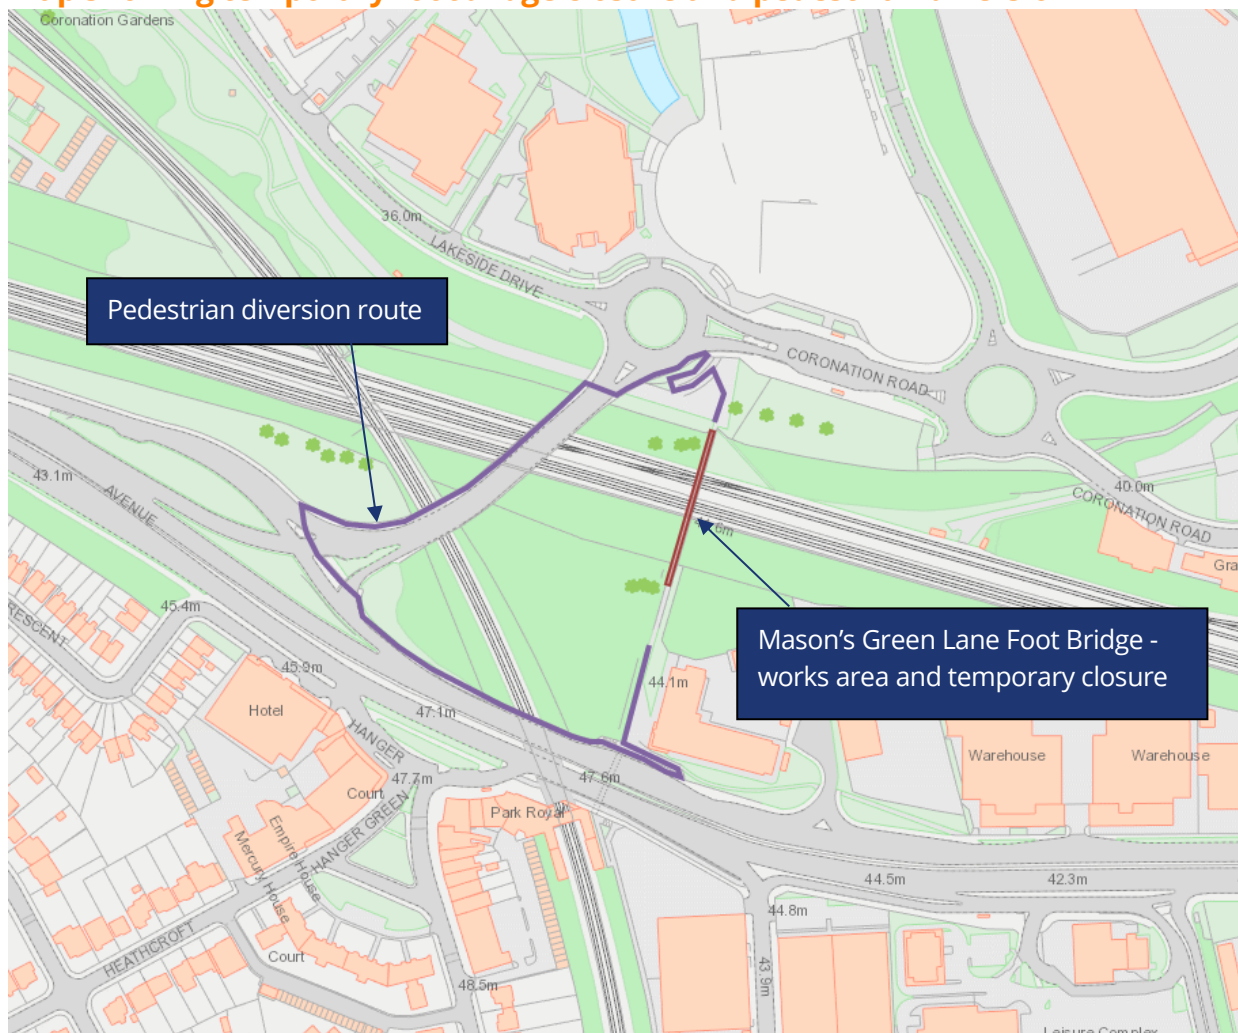 Coronation Gardens
36.0m
LAKESIDE DRIVE
Pedestrian diversion route
CORONATION ROAD
43.1m
AVENUE
40.0m
CORONATION ROAD
Gra
45.4m
RESCENT
45.9m
Mason's Green Lane Foot Bridge -
works area and temporary closure
44.1m
Hotel
47.1m
HANGER
47.7m
47.6m
Warehouse
Warehouse
Court
Park Royal
HANGER GREEN
Empire House
Mercury House
44.5m
42.3m
44.8m
HEATHCROFT
Court
48.5m
43.9m
Leisure Complex